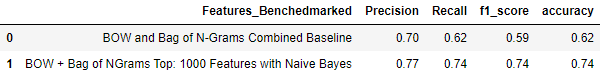 Features_Benchedmarked Precision Recall f1_score accuracy
0 BOW and Bag of N-Grams Combined Baseline 0.70 0.62 0.59 0.62
1 BOW + Bag of NGrams Top: 1000 Features with Naive Bayes 0.77 0.74 0.74 0.74